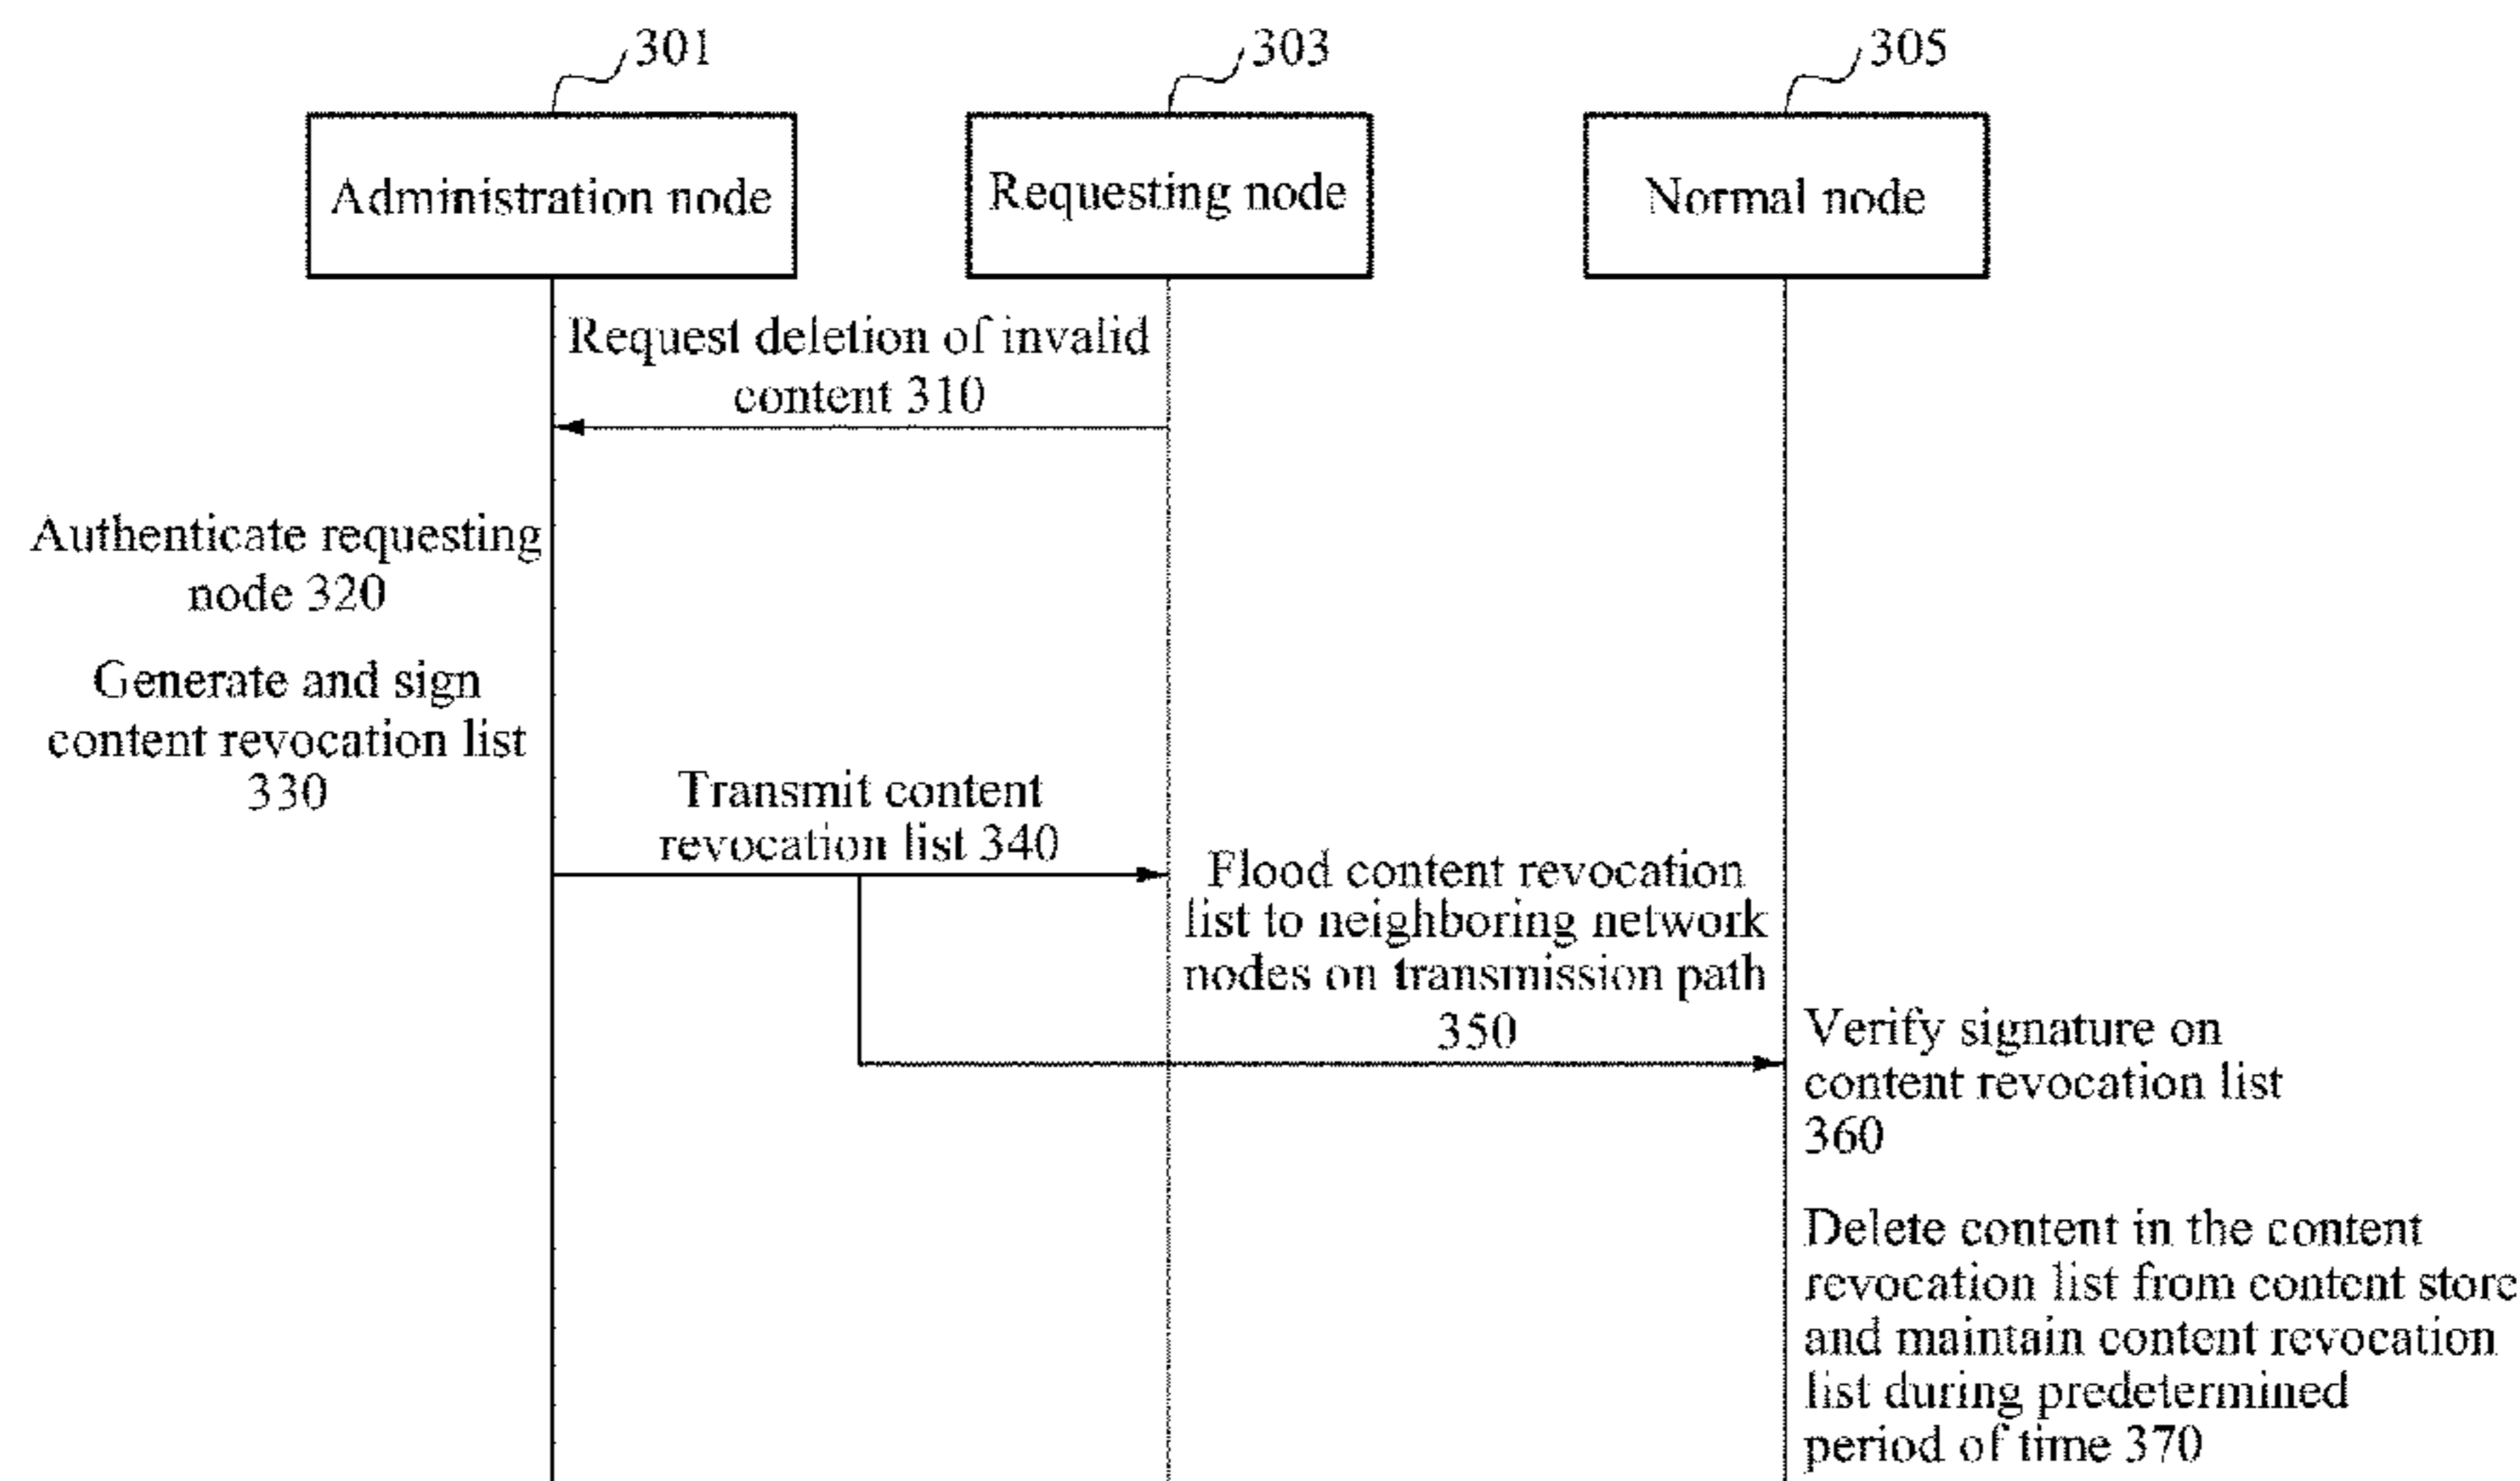 301
303
305
Administration node
Requesting node
Normal node
Request deletion of invalid
content 310
Authenticate requesting
node 320
Generate and sign
content revocation list
330
Transmit content
revocation list 340
Flood content revocation
list to neighboring network
nodes on transmission path
350
Verify signature on
content revocation list
360
Delete content in the content
revocation list from content store
and maintain content revocation
list during predetermined
period of time 370